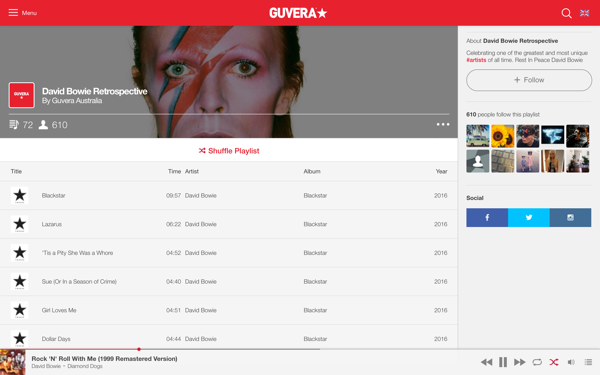 Menu
GUVERA★
GUVERA
David Bowie Retrospective
By Guvera Australia
72
610
Shuffle Playlist
Title Time Artist Album Year
Blackstar 09:57 David Bowie Blackstar 2016
Lazarus 06:22 David Bowie Blackstar 2016
'Tis a Pity She Was a Whore 04:52 David Bowie Blackstar 2016
Sue (Or In a Season of Crime) 04:40 David Bowie Blackstar 2016
Girl Loves Me 04:51 David Bowie Blackstar 2016
Dollar Days 04:44 David Bowie Blackstar 2016
About David Bowie Retrospective
Celebrating one of the greatest and most unique
#artists of all time. Rest In Peace David Bowie
+ Follow
610 people follow this playlist
Social
Rock 'N' Roll With Me (1999 Remastered Version)
David Bowie - Diamond Dogs